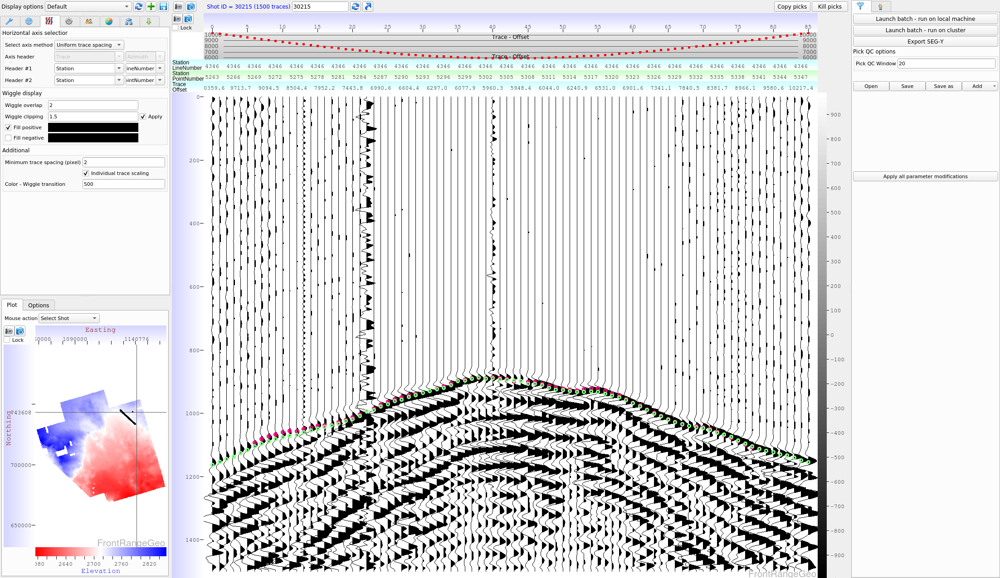 Display options Default
Shot ID = 30215 (1500 traces) 30215
Copy picks Kill picks
Lock
Horizontal axis selection
Select axis method Uniform trace spacing
Axis header Trace Azimuth
Header #1 Station ineNumber
Header #2 Station intNumber
Wiggle display
Wiggle overlap 2
Wiggle clipping 1.5 Apply
Fill positive
Fill negative
Additional
Minimum trace spacing (pixel) 2
Individual trace scaling
Color - Wiggle transition 500
Plot Options
Mouse action Select Shot
Lock
Easting
50000 1090000 1140776
Northing
743608
700000
650000
FrontRangeGeo
580 2640 2700 2760 2820
Elevation
0 5 10 15 20 25 30 35 40 45 50 55 60 65 70 75 80 85
10000 Trace - Offset 10000
9000 9000
8000 8000
7000 7000
6000 Trace - Offset 6000
Station
LineNumber 4346 4346 4346 4346 4346 4346 4346 4346 4346 4346 4346 4346 4346 4346 4346 4346 4346 4346 4346 4346 4346 4346 4346 4346 4346 4346 4346 4346 4346
Station
PointNumber 5263 5266 5269 5272 5275 5278 5281 5284 5287 5290 5293 5296 5299 5302 5305 5308 5311 5314 5317 5320 5323 5326 5329 5332 5335 5338 5341 5344 5347
Trace
Offset 0359.6 9713.7 9094.5 8504.4 7952.2 7443.8 6990.6 6604.4 6297.0 6077.9 5960.3 5948.4 6044.0 6240.9 6531.0 6901.6 7341.1 7840.5 8381.7 8966.1 9580.6 10217.4
0
200
400
600
800
1000
1200
1400
900
800
700
600
500
400
300
200
100
0
-100
-200
-300
-400
-500
-600
-700
-800
-900
FrontRangeGeo
Launch batch - run on local machine
Launch batch - run on cluster
Export SEG-Y
Pick QC options
Pick QC Window 20
Open Save Save as Add
Apply all parameter modifications